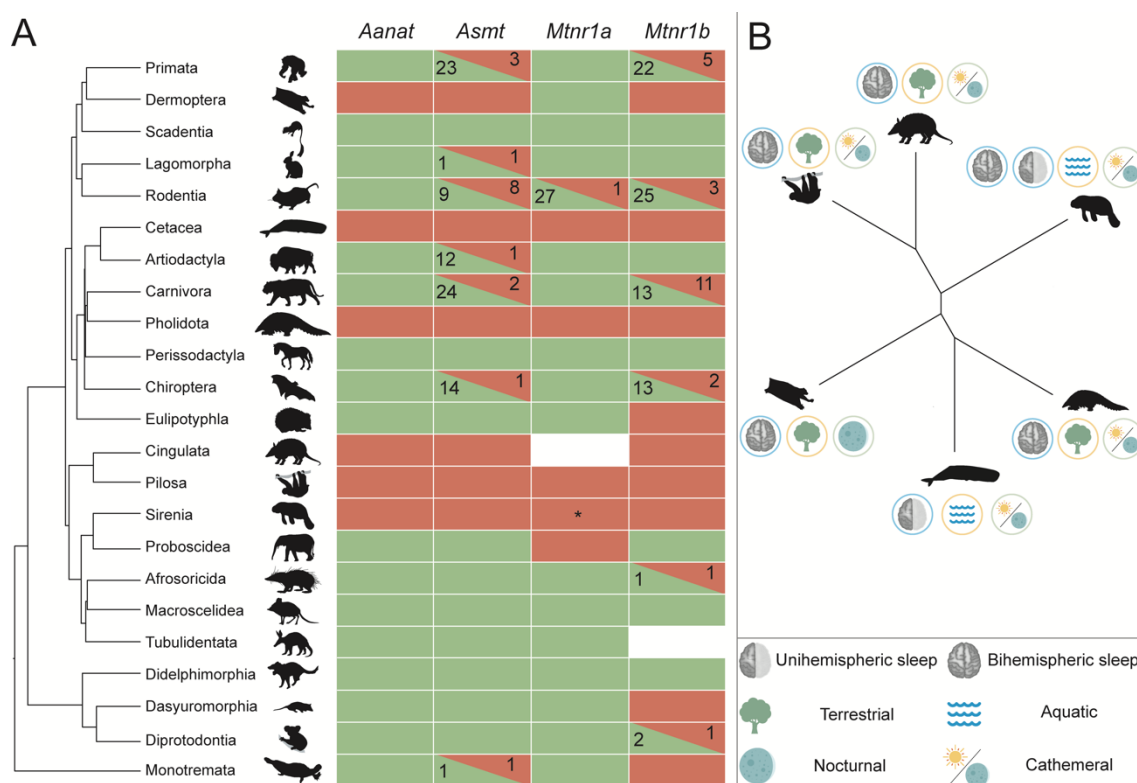 A
B
Aanat Asmt Mtnr1a Mtnr1b
Primata 23 3 22 5
Dermoptera
Scadentia
Lagomorpha 1 1
Rodentia 9 8 27 1 25 3
Cetacea
Artiodactyla 12 1
Carnivora 24 2 13 11
Pholidota
Perissodactyla
Chiroptera 14 1 13 2
Eulipotyphla
Cingulata
Pilosa
Sirenia *
Proboscidea
Afrosoricida 1 1
Macroscelidea
Tubulidentata
Didelphimorphia
Dasyuromorphia
Diprotodontia 2 1
Monotremata 1 1
Unihemispheric sleep Bihemispheric sleep
Terrestrial Aquatic
Nocturnal Cathemeral